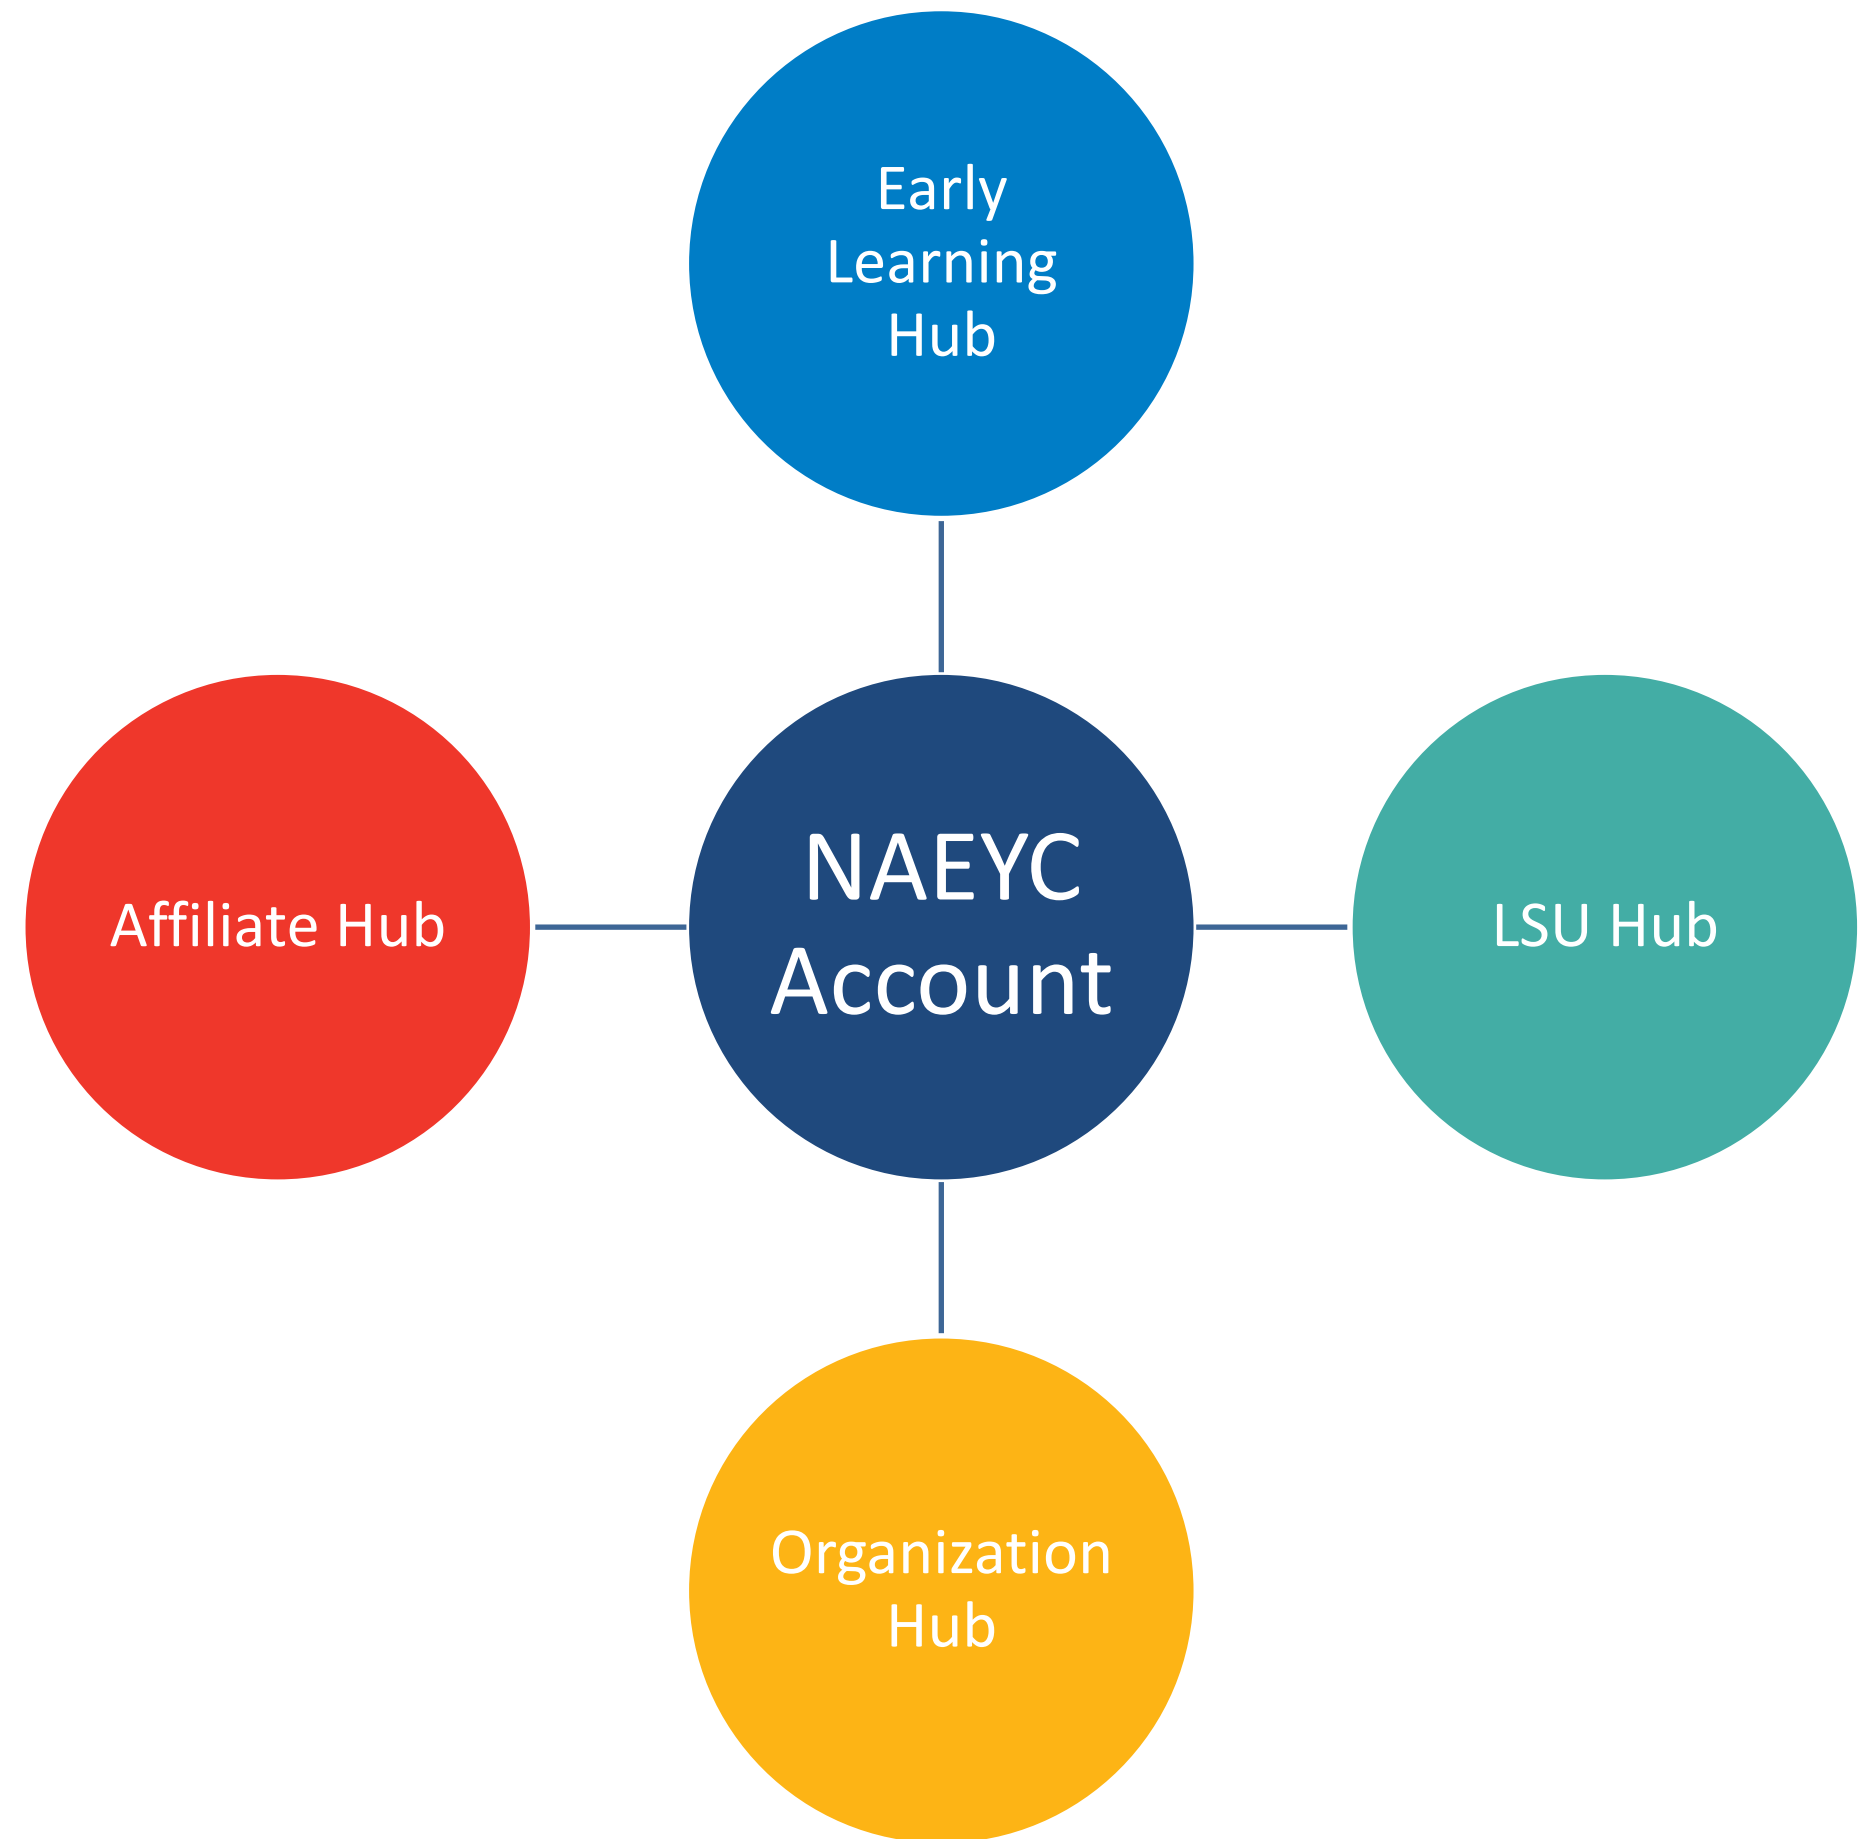 Early
Learning
Hub
Affiliate Hub
NAEYC
Account
LSU Hub
Organization
Hub